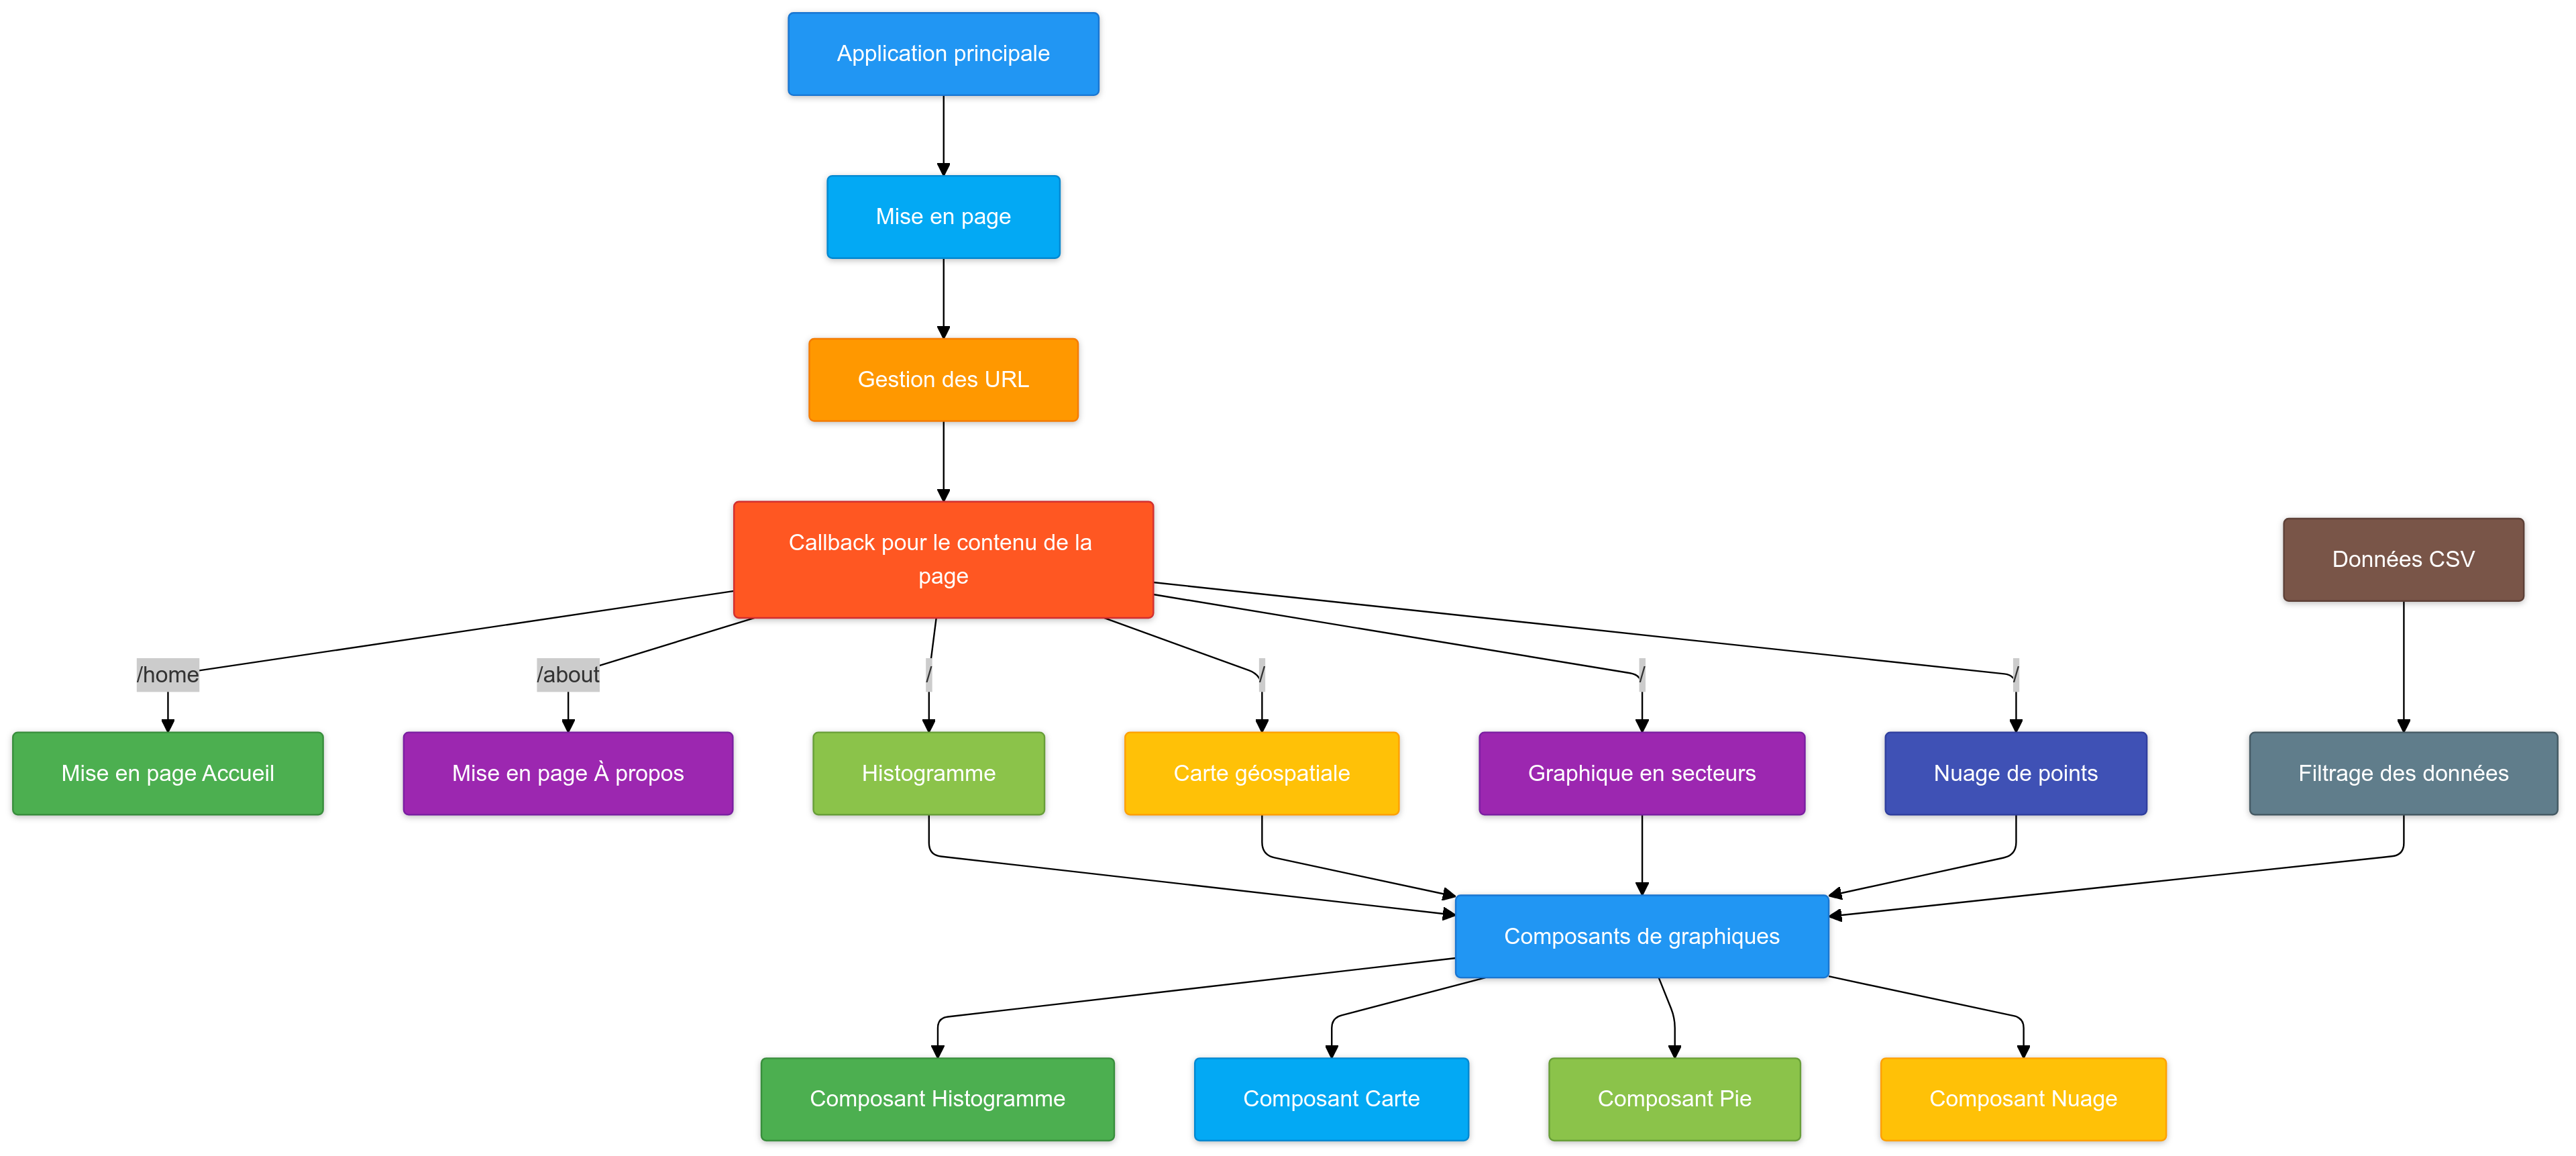 Application principale
Mise en page
Gestion des URL
Callback pour le contenu de la
page
Données CSV
/home
/about
/
/
/
/
Mise en page Accueil
Mise en page À propos
Histogramme
Carte géospatiale
Graphique en secteurs
Nuage de points
Filtrage des données
Composants de graphiques
Composant Histogramme
Composant Carte
Composant Pie
Composant Nuage